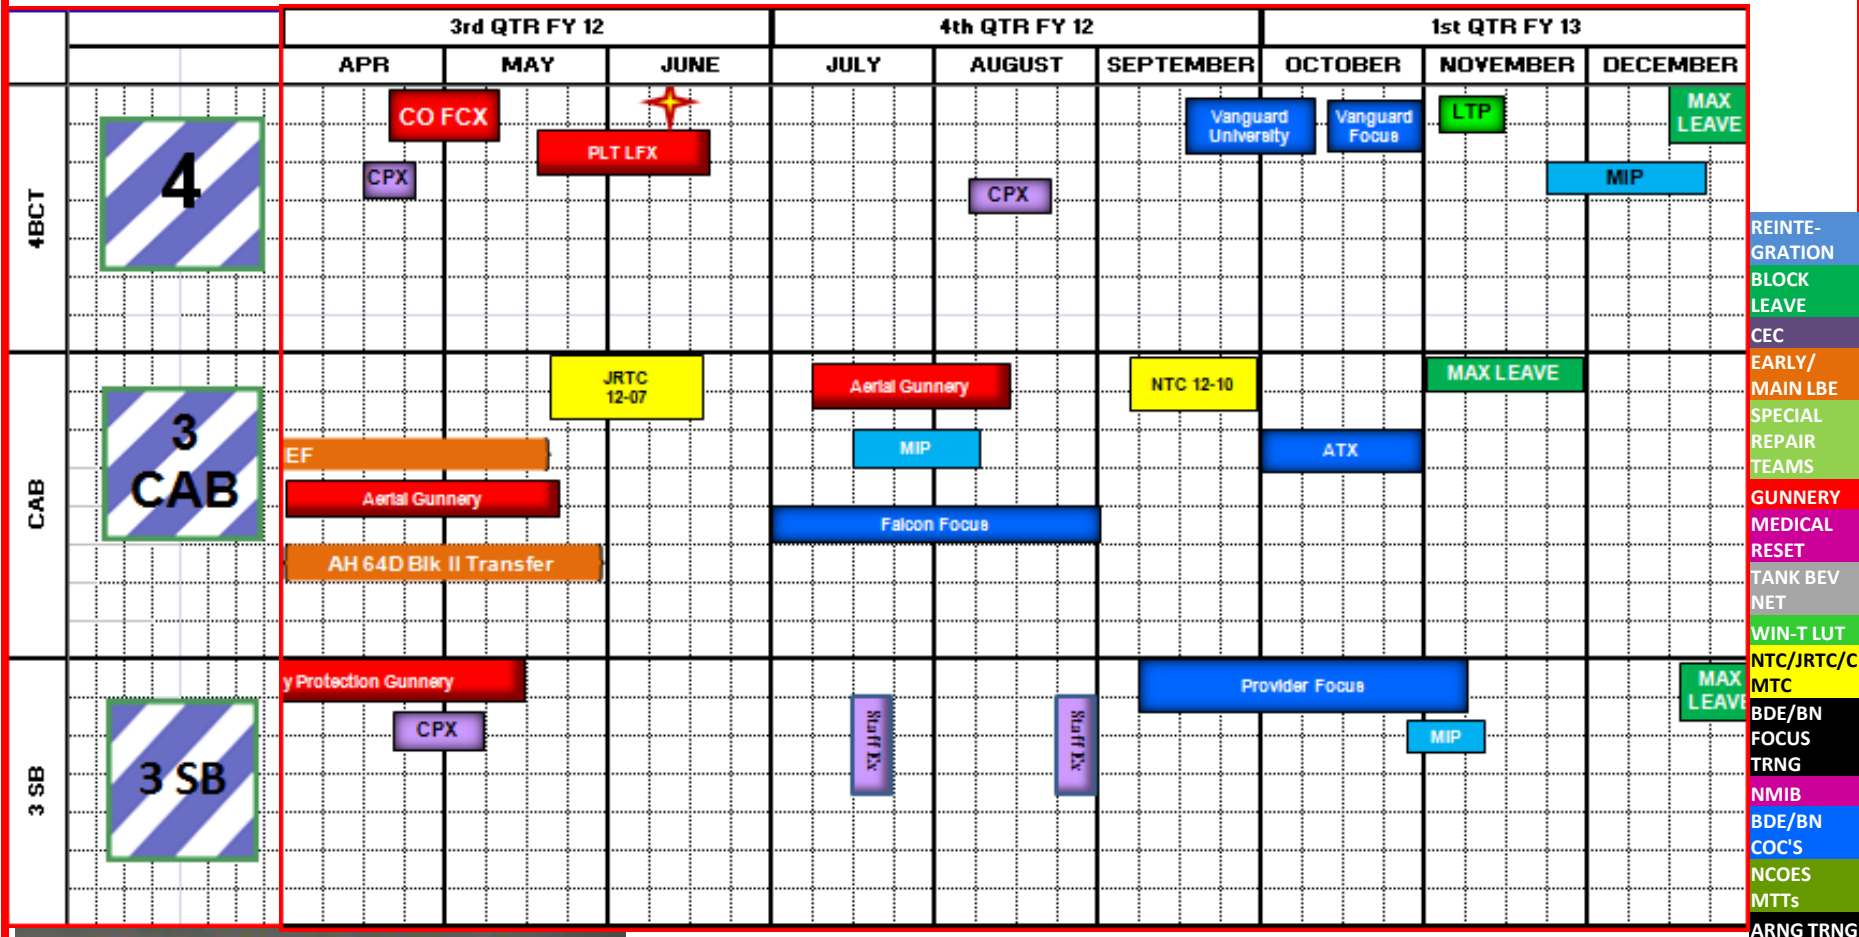 3rd QTR FY 12
4th QTR FY 12
1st QTR FY 13
APR
MAY
JUNE
JULY
AUGUST
SEPTEMBER
OCTOBER
NOVEMBER
DECEMBER
4BCT
4
CO FCX
PLT LFX
CPX
CPX
Vanguard
University
Vanguard
Focus
LTP
MAX
LEAVE
MIP
CAB
3
CAB
JRTC
12-07
EF
Aerial Gunnery
AH 64D Blk II Transfer
Aerial Gunnery
MIP
Falcon Focus
NTC 12-10
ATX
MAX LEAVE
3 SB
3 SB
y Protection Gunnery
CPX
Staff Ex
Staff Ex
Provider Focus
MIP
MAX
LEAVE
REINTE-
GRATION
BLOCK
LEAVE
CEC
EARLY/
MAIN LBE
SPECIAL
REPAIR
TEAMS
GUNNERY
MEDICAL
RESET
TANK BEV
NET
WIN-T LUT
NTC/JRTC/C
MTC
BDE/BN
FOCUS
TRNG
NMIB
BDE/BN
COC'S
NCOES
MTTs
ARNG TRNG